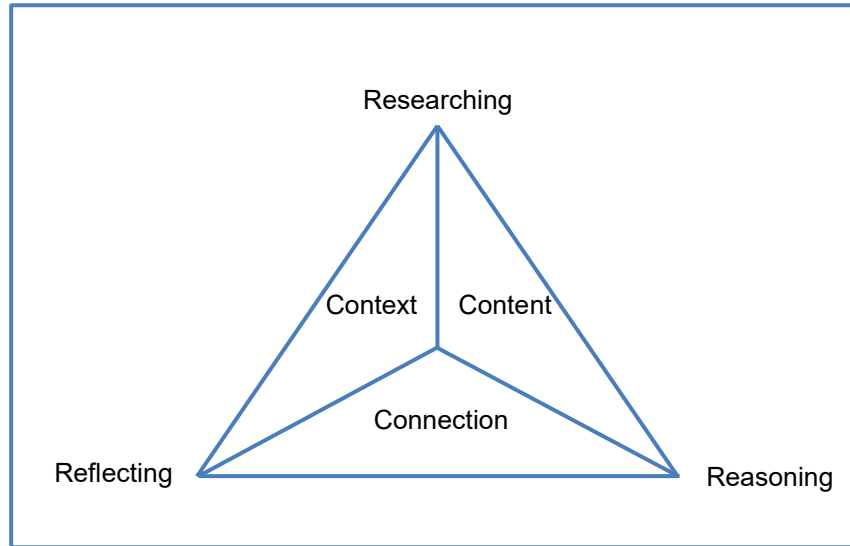 Researching
Context Content
Connection
Reflecting
Reasoning